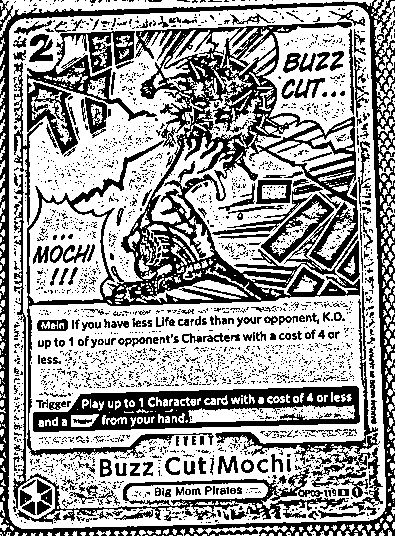 2
BUZZ
CUT...
...
MOCHI
!!!
Main If you have less Life cards than your opponent, K.O.
up to 1 of your opponent's Characters with a cost of 4 or
less.
Trigger Play up to 1 Character card with a cost of 4 or less
and a Trigger from your hand.
EVENT
Buzz Cut Mochi
Big Mom Pirates
OP03-119 R 1